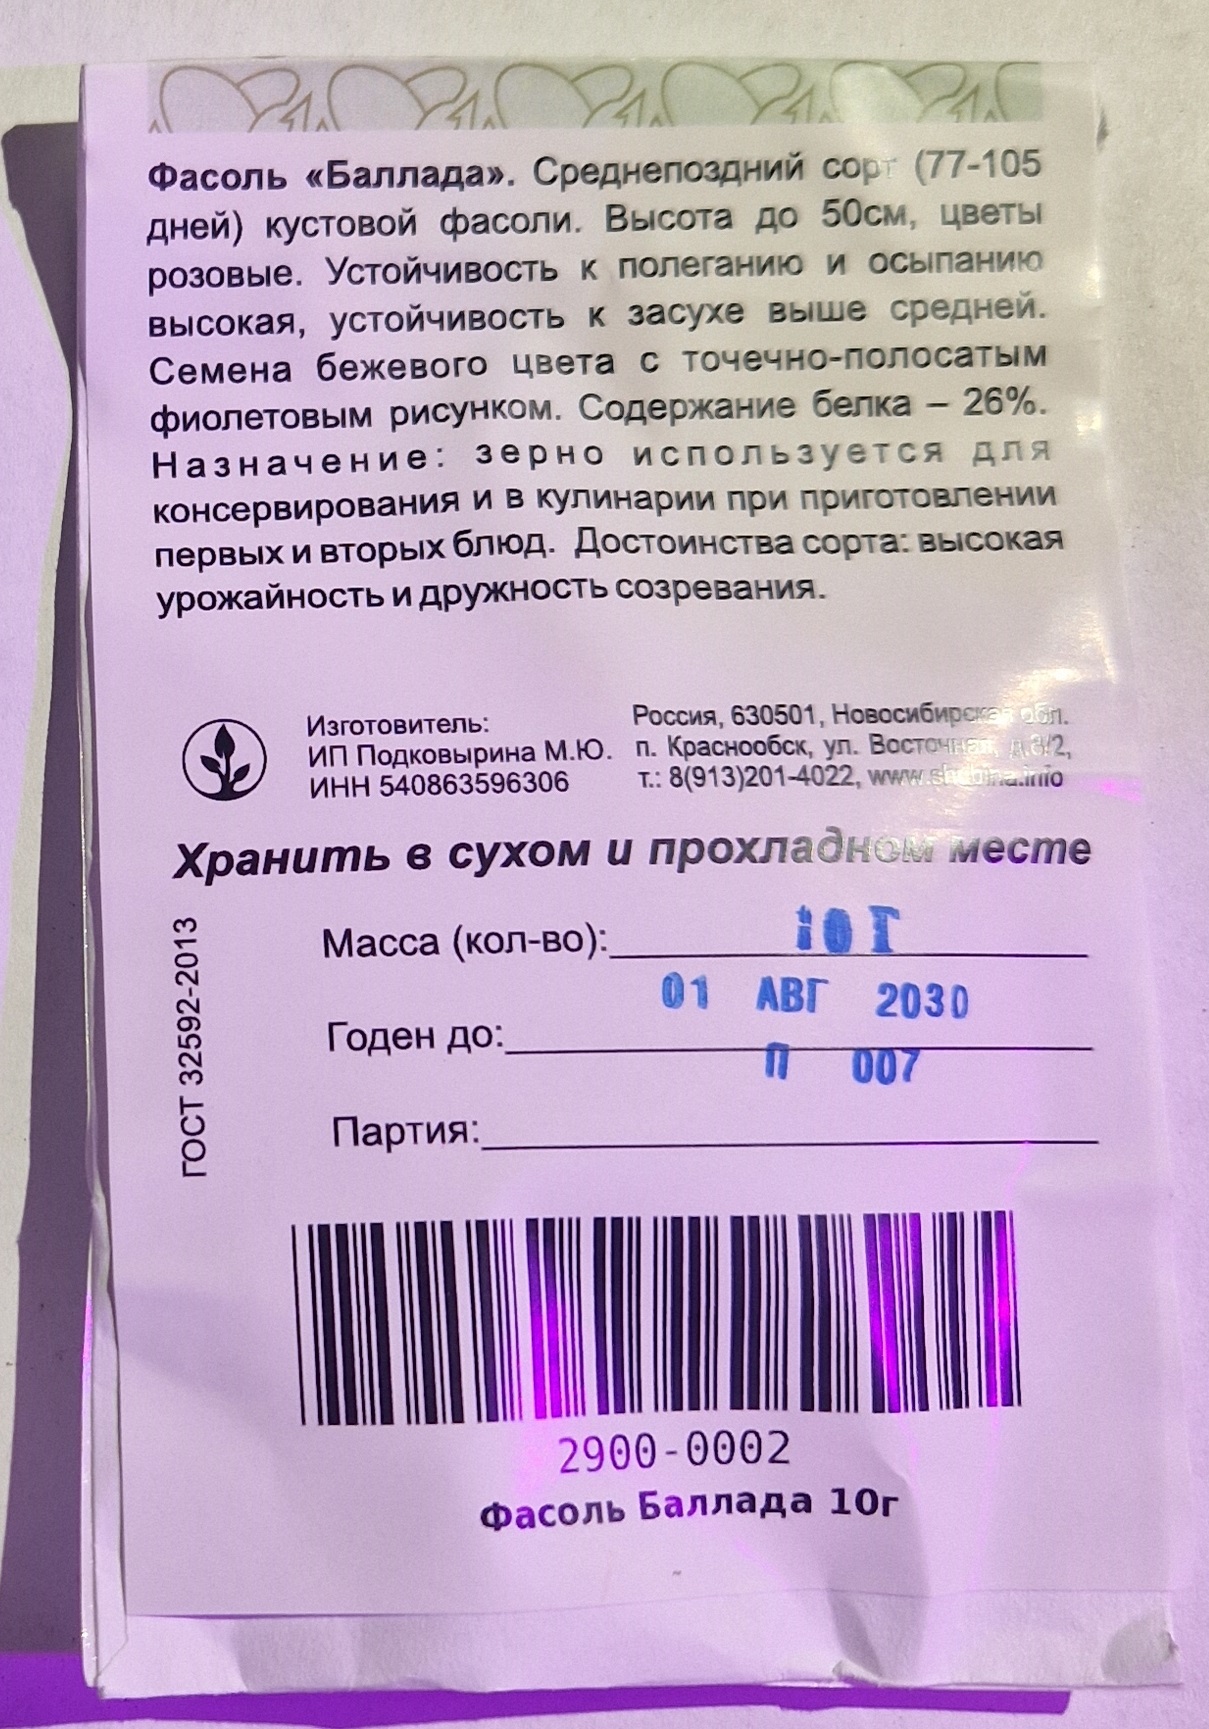 Фасоль «Баллада». Среднепоздний сорт (77-105
дней) кустовой фасоли. Высота до 50см, цветы
розовые. Устойчивость к полеганию и осыпанию
высокая, устойчивость к засухе выше средней.
Семена бежевого цвета с точечно-полосатым
фиолетовым рисунком. Содержание белка – 26%.
Назначение: зерно используется для
консервирования и в кулинарии при приготовлении
первых и вторых блюд. Достоинства сорта: высокая
урожайность и дружность созревания.
Изготовитель:
ИП Подковырина М.Ю.
ИНН 540863596306
Россия, 630501, Новосибирская обл.
п. Краснообск, ул. Восточная, д.3/2,
т.: 8(913)201-4022,
Хранить в сухом и прохладном месте
ГОСТ 32592-2013
Масса (кол-во): 10 Г
01 АВГ 2030
Годен до:
П 007
Партия:
2900-0002
Фасоль Баллада 10г